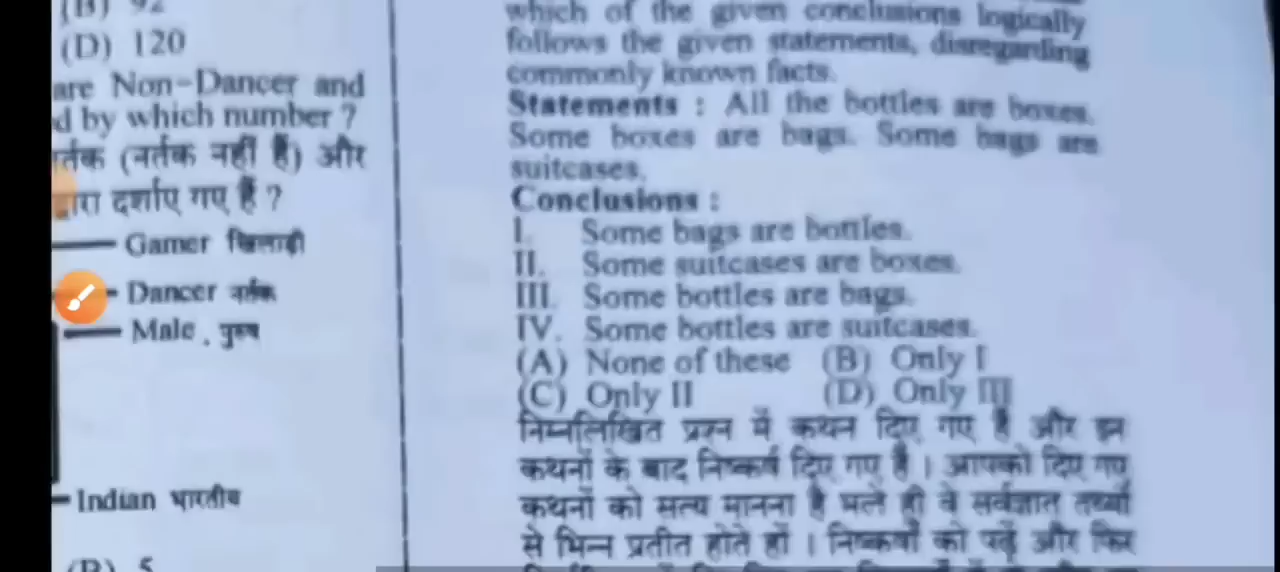 (B) 92
(D) 120
are Non-Dancer and
d by which number ?
र्तक (नर्तक नहीं हैं) और
द्वारा दर्शाए गए हैं ?
Gamer खिलाड़ी
Dancer नर्तक
Male , पुरुष
Indian भारतीय
(B) 5
which of the given conclusions logically
follows the given statements, disregarding
commonly known facts.
Statements : All the bottles are boxes.
Some boxes are bags. Some bags are
suitcases.
Conclusions :
I. Some bags are bottles.
II. Some suitcases are boxes.
III. Some bottles are bags.
IV. Some bottles are suitcases.
(A) None of these (B) Only I
(C) Only II (D) Only III
निम्नलिखित प्रश्न में कथन दिए गए हैं और इन
कथनों के बाद निष्कर्ष दिए गए हैं । आपको दिए गए
कथनों को सत्य मानना है भले ही वे सर्वज्ञात तथ्यों
से भिन्न प्रतीत होते हों । निष्कर्षों को पढ़ें और फिर